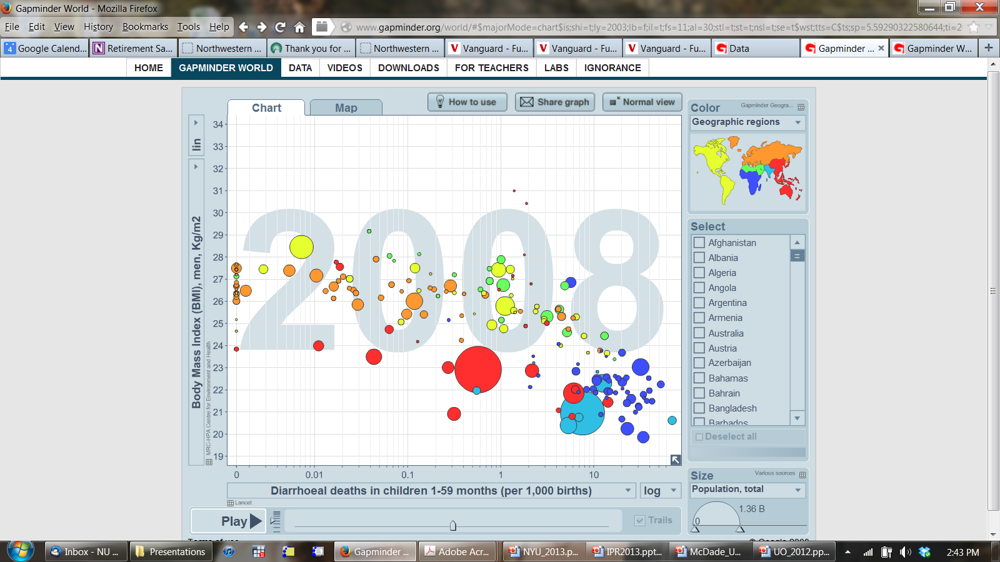 Gapminder World - Mozilla Firefox
File Edit View History Bookmarks Tools Help
www.gapminder.org/world/#$majorMode=chart$is;shi=t;ly=2003;lb=f;il=t;fs=11;al=30;stl=t;st=t;nsl=t;se=t$wst;tts=C$ts;sp=5.59290322580644;ti=2
4 Google Calend... N Retirement Sa... Northwestern ... Thank you for ... Northwestern ... V Vanguard - Fu... V Vanguard - Fu... V Vanguard - Fu... Data Gapminder ... × Gapminder W... +
HOME GAPMINDER WORLD DATA VIDEOS DOWNLOADS FOR TEACHERS LABS IGNORANCE
Chart Map How to use Share graph Normal view
lin
Body Mass Index (BMI), men, Kg/m2
MRC-HPA Centre for Environment and Health
34
33
32
31
30
29
28
27
26
25
24
23
22
21
20
19
2008
0 0.01 0.1 1 10
Diarrhoeal deaths in children 1-59 months (per 1,000 births) log
Lancet
Play Trails
Color Gapminder Geogra...
Geographic regions
Select
Afghanistan
Albania
Algeria
Angola
Argentina
Armenia
Australia
Austria
Azerbaijan
Bahamas
Bahrain
Bangladesh
Barbados
Deselect all
Size Various sources
Population, total
1.36 B
0
Terms of use © Google 2008
Inbox - NU ... Presentations Gapminder ... Adobe Acr... NYU_2013.p... IPR2013.ppt... McDade_U... UO_2012.pp... 2:43 PM